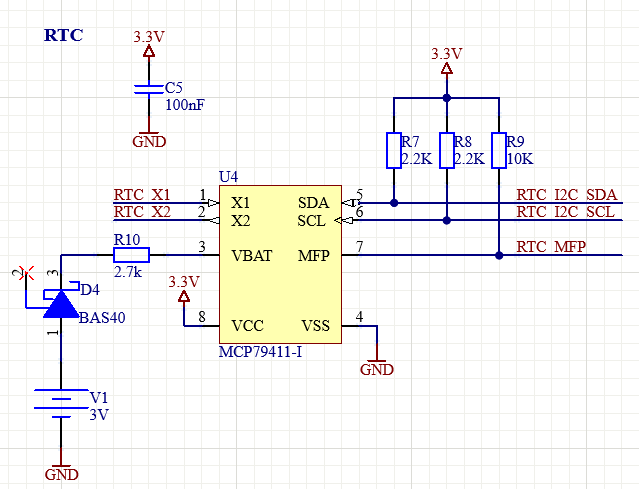 RTC
3.3V
C5
100nF
GND
3.3V
R7
2.2K
R8
2.2K
R9
10K
U4
RTC_X1
1
X1
SDA
5
RTC_I2C_SDA
RTC_X2
2
X2
SCL
6
RTC_I2C_SCL
R10
2.7k
3
VBAT
MFP
7
RTC_MFP
2
3
D4
BAS40
1
3.3V
8
VCC
VSS
4
MCP79411-I
GND
V1
3V
GND